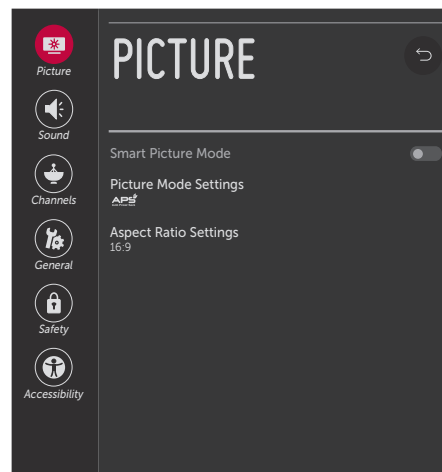 PICTURE
Picture
Sound
Channels
General
Safety
Accessibility
Smart Picture Mode
Picture Mode Settings
APS
Aspect Ratio Settings
16:9